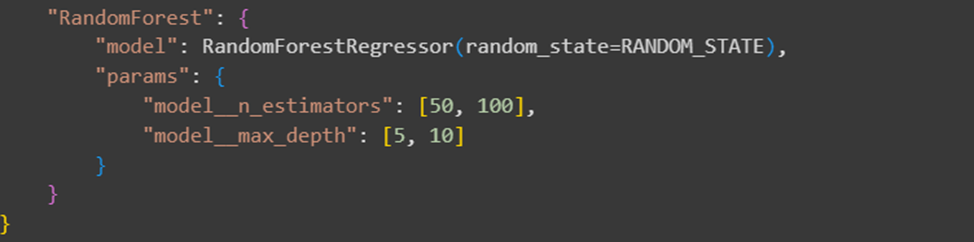 "RandomForest": {
"model": RandomForestRegressor(random_state=RANDOM_STATE),
"params": {
"model__n_estimators": [50, 100],
"model__max_depth": [5, 10]
}
}
}